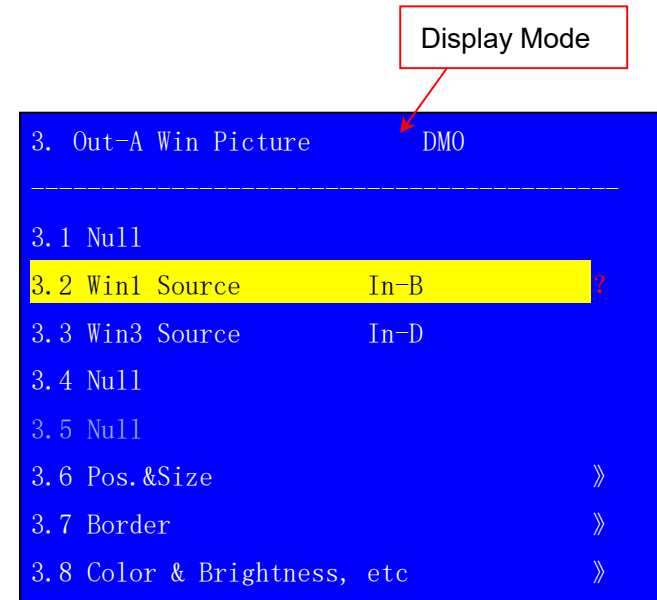 Display Mode
3. Out-A Win Picture DM0
3.1 Null
3.2 Win1 Source In-B ?
3.3 Win3 Source In-D
3.4 Null
3.5 Null
3.6 Pos.&Size 》
3.7 Border 》
3.8 Color & Brightness, etc 》